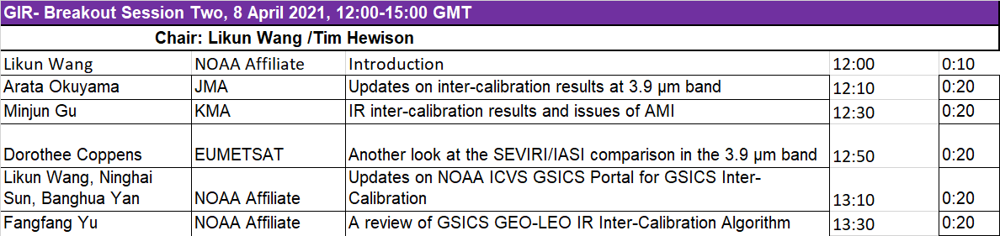 GIR- Breakout Session Two, 8 April 2021, 12:00-15:00 GMT
Chair: Likun Wang /Tim Hewison
Likun Wang NOAA Affiliate Introduction 12:00 0:10
Arata Okuyama JMA Updates on inter-calibration results at 3.9 µm band 12:10 0:20
Minjun Gu KMA IR inter-calibration results and issues of AMI 12:30 0:20
Dorothee Coppens EUMETSAT Another look at the SEVIRI/IASI comparison in the 3.9 µm band 12:50 0:20
Likun Wang, Ninghai Updates on NOAA ICVS GSICS Portal for GSICS Inter-
Sun, Banghua Yan NOAA Affiliate Calibration 13:10 0:20
Fangfang Yu NOAA Affiliate A review of GSICS GEO-LEO IR Inter-Calibration Algorithm 13:30 0:20